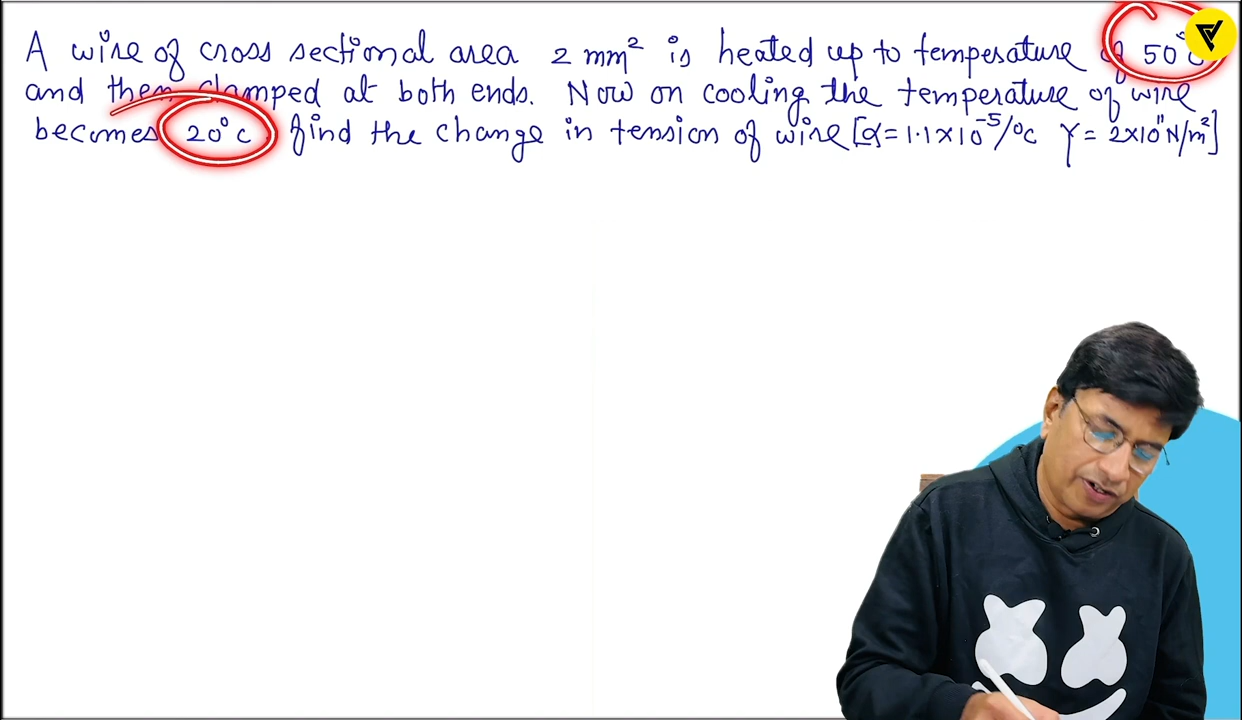 A wire of cross sectional area 2 mm² is heated up to temperature of 50°C
and then clamped at both ends. Now on cooling the temperature of wire
becomes 20°C find the change in tension of wire [α = 1.1×10⁻⁵/°C Y = 2×10¹¹ N/m²]